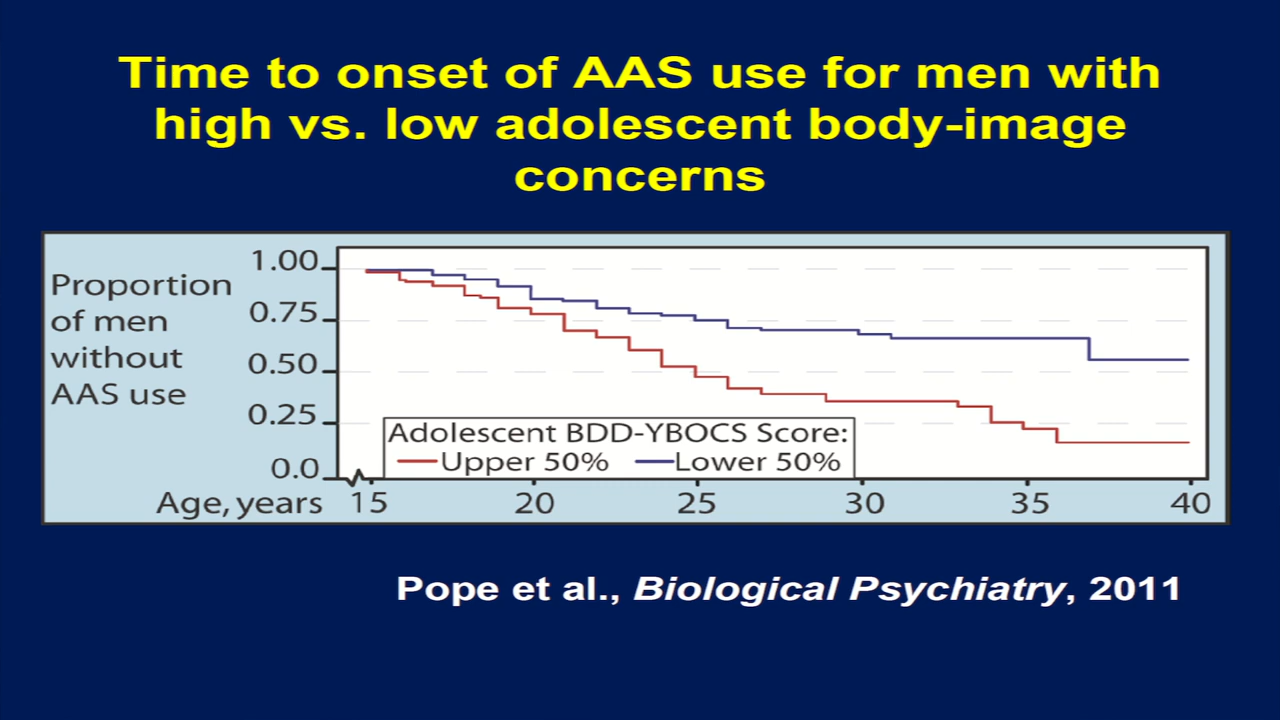 Time to onset of AAS use for men with
high vs. low adolescent body-image
concerns
Proportion
of men
without
AAS use
1.00
0.75
0.50
0.25
0.0
Adolescent BDD-YBOCS Score:
Upper 50% Lower 50%
Age, years 15 20 25 30 35 40
Pope et al., Biological Psychiatry, 2011